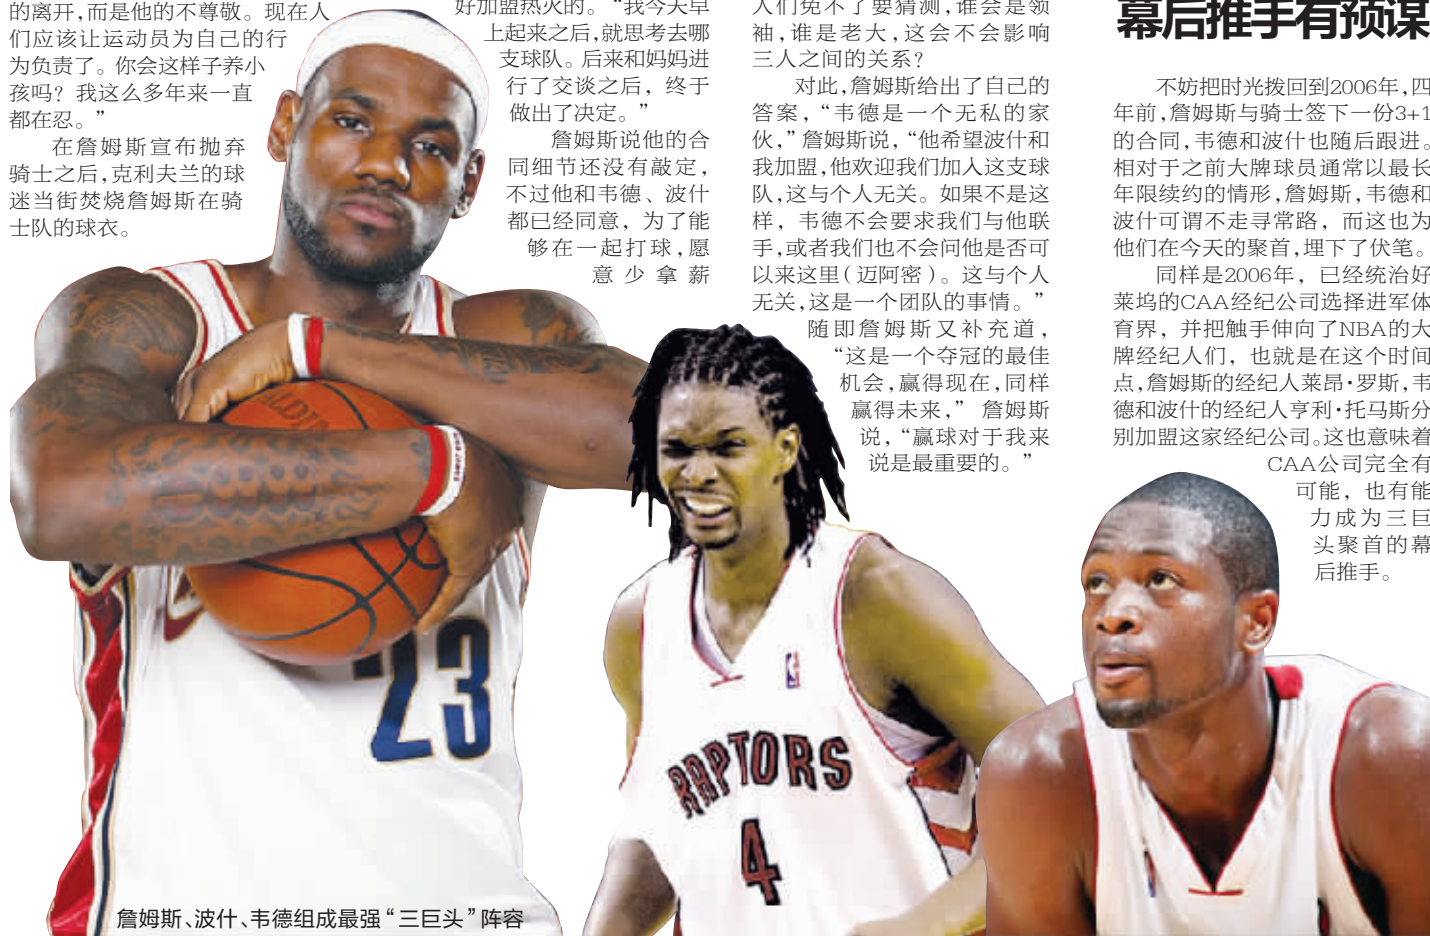 的离开，而是他的不尊敬。现在人
们应该让运动员为自己的行
为负责了。你会这样子养小
孩吗？我这么多年来一直
都在忍。”
在詹姆斯宣布抛弃
骑士之后，克利夫兰的球
迷当街焚烧詹姆斯在骑
士队的球衣。
好加盟热火的。“我今天早
上起来之后，就思考去哪
支球队。后来和妈妈进
行了交谈之后，终于
做出了决定。”
詹姆斯说他的合
同细节还没有敲定，
不过他和韦德、波什
都已经同意，为了能
够在一起打球，愿
意少拿薪
人们免不了要猜测，谁会是领
袖，谁是老大，这会不会影响
三人之间的关系？
对此，詹姆斯给出了自己的
答案，“韦德是一个无私的家
伙，”詹姆斯说，“他希望波什和
我加盟，他欢迎我们加入这支球
队，这与个人无关。如果不是这
样，韦德不会要求我们与他联
手，或者我们也不会问他是否可
以来这里（迈阿密）。这与个人
无关，这是一个团队的事情。”
随即詹姆斯又补充道，
“这是一个夺冠的最佳
机会，赢得现在，同样
赢得未来，”詹姆斯
说，“赢球对于我来
说是最重要的。”
幕后推手有预谋
不妨把时光拨回到2006年，四
年前，詹姆斯与骑士签下一份3+1
的合同，韦德和波什也随后跟进。
相对于之前大牌球员通常以最长
年限续约的情形，詹姆斯，韦德和
波什可谓不走寻常路，而这也为
他们在今天的聚首，埋下了伏笔。
同样是2006年，已经统治好
莱坞的CAA经纪公司选择进军体
育界，并把触手伸向了NBA的大
牌经纪人们，也就是在这个时间
点，詹姆斯的经纪人莱昂·罗斯，韦
德和波什的经纪人亨利·托马斯分
别加盟这家经纪公司。这也意味着
CAA公司完全有
可能，也有能
力成为三巨
头聚首的幕
后推手。
23
RAPTORS
4
詹姆斯、波什、韦德组成最强“三巨头”阵容